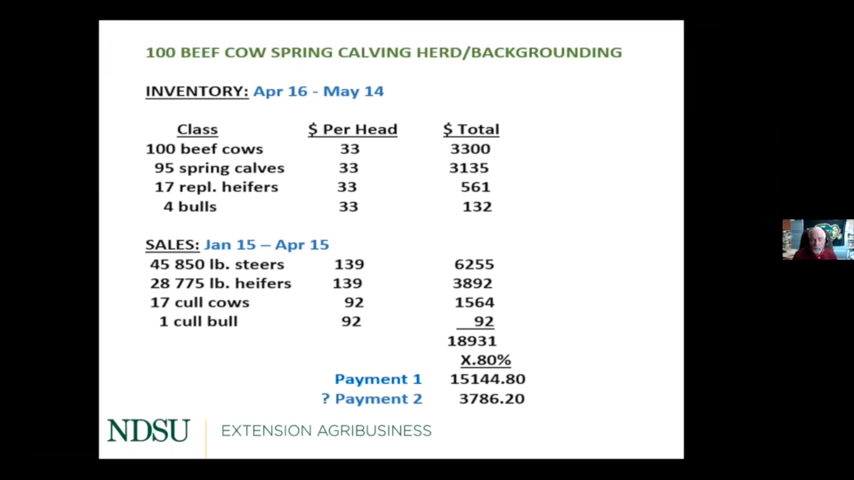 100 BEEF COW SPRING CALVING HERD/BACKGROUNDING
INVENTORY: Apr 16 - May 14
Class $ Per Head $ Total
100 beef cows 33 3300
95 spring calves 33 3135
17 repl. heifers 33 561
4 bulls 33 132
SALES: Jan 15 – Apr 15
45 850 lb. steers 139 6255
28 775 lb. heifers 139 3892
17 cull cows 92 1564
1 cull bull 92 92
18931
X.80%
Payment 1 15144.80
? Payment 2 3786.20
NDSU EXTENSION AGRIBUSINESS